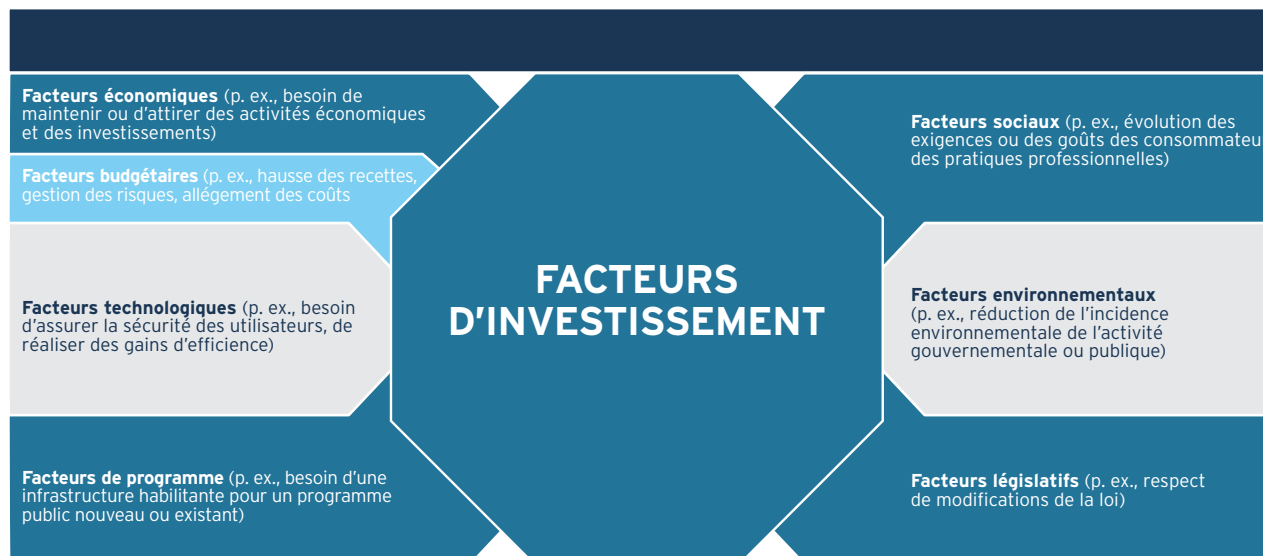 Facteurs économiques (p. ex., besoin de
maintenir ou d'attirer des activités économiques
et des investissements)
Facteurs budgétaires (p. ex., hausse des recettes,
gestion des risques, allégement des coûts
Facteurs technologiques (p. ex., besoin
d'assurer la sécurité des utilisateurs, de
réaliser des gains d'efficience)
Facteurs de programme (p. ex., besoin d'une
infrastructure habilitante pour un programme
public nouveau ou existant)
FACTEURS
D'INVESTISSEMENT
Facteurs sociaux (p. ex., évolution des
exigences ou des goûts des consommateu
des pratiques professionnelles)
Facteurs environnementaux
(p. ex., réduction de l'incidence
environnementale de l'activité
gouvernementale ou publique)
Facteurs législatifs (p. ex., respect
de modifications de la loi)